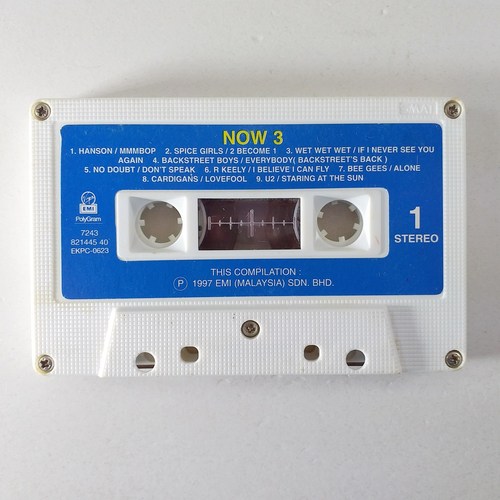 NOW 3
1. HANSON / MMMBOP 2. SPICE GIRLS / 2 BECOME 1 3. WET WET WET / IF I NEVER SEE YOU
AGAIN 4. BACKSTREET BOYS / EVERYBODY( BACKSTREET'S BACK )
5. NO DOUBT / DON'T SPEAK 6. R KEELY / I BELIEVE I CAN FLY 7. BEE GEES / ALONE
8. CARDIGANS / LOVEFOOL 9. U2 / STARING AT THE SUN
Virgin
EMI
PolyGram
7243
821445 40
EKPC-0623
1
STEREO
THIS COMPILATION :
Ⓟ 1997 EMI (MALAYSIA) SDN. BHD.